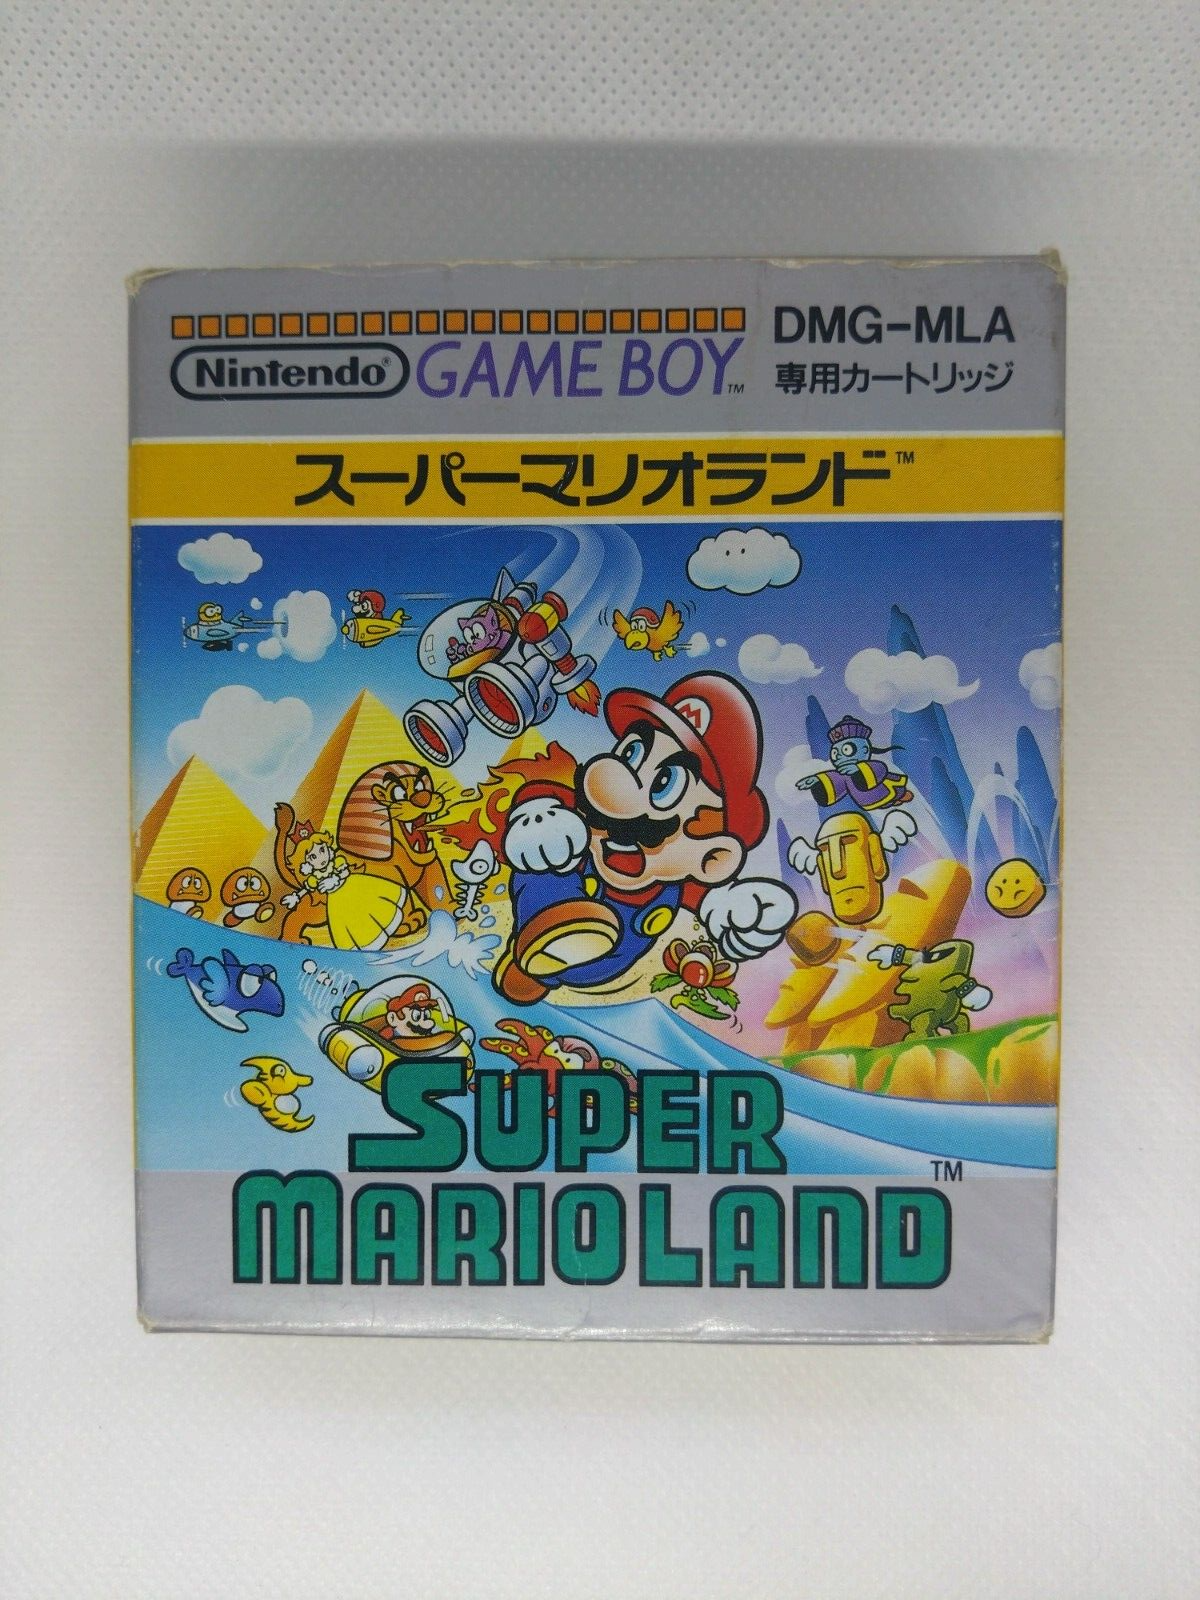 DMG-MLA
Nintendo® GAME BOY™
専用カートリッジ
スーパーマリオランド™
M
SUPER
MARIOLAND™